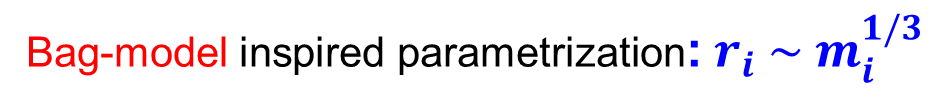 Bag-model inspired parametrization: r_i ~ m_i^{1/3}